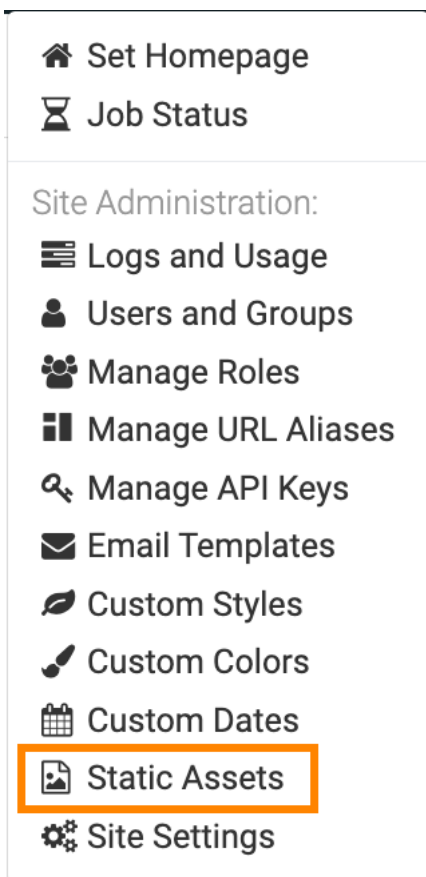 Set Homepage
Job Status
Site Administration:
Logs and Usage
Users and Groups
Manage Roles
Manage URL Aliases
Manage API Keys
Email Templates
Custom Styles
Custom Colors
Custom Dates
Static Assets
Site Settings